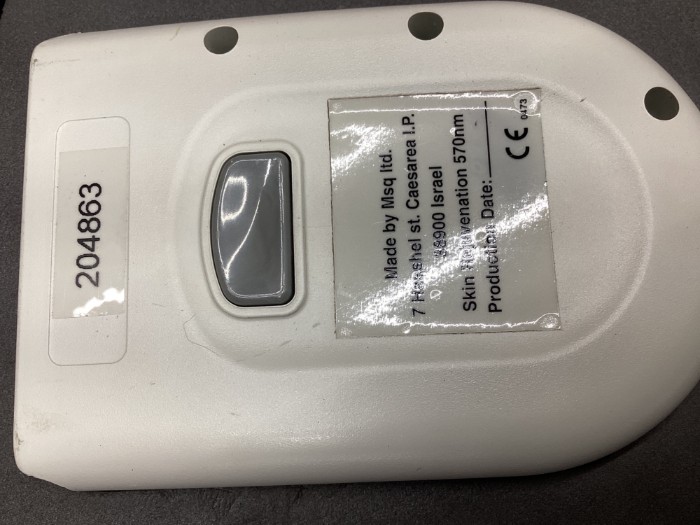 204863
Made by Msq ltd.
7 Haeshel st. Caesarea I.P.
38900 Israel
Skin Rejuvenation 570nm
Production Date:
CE 0473